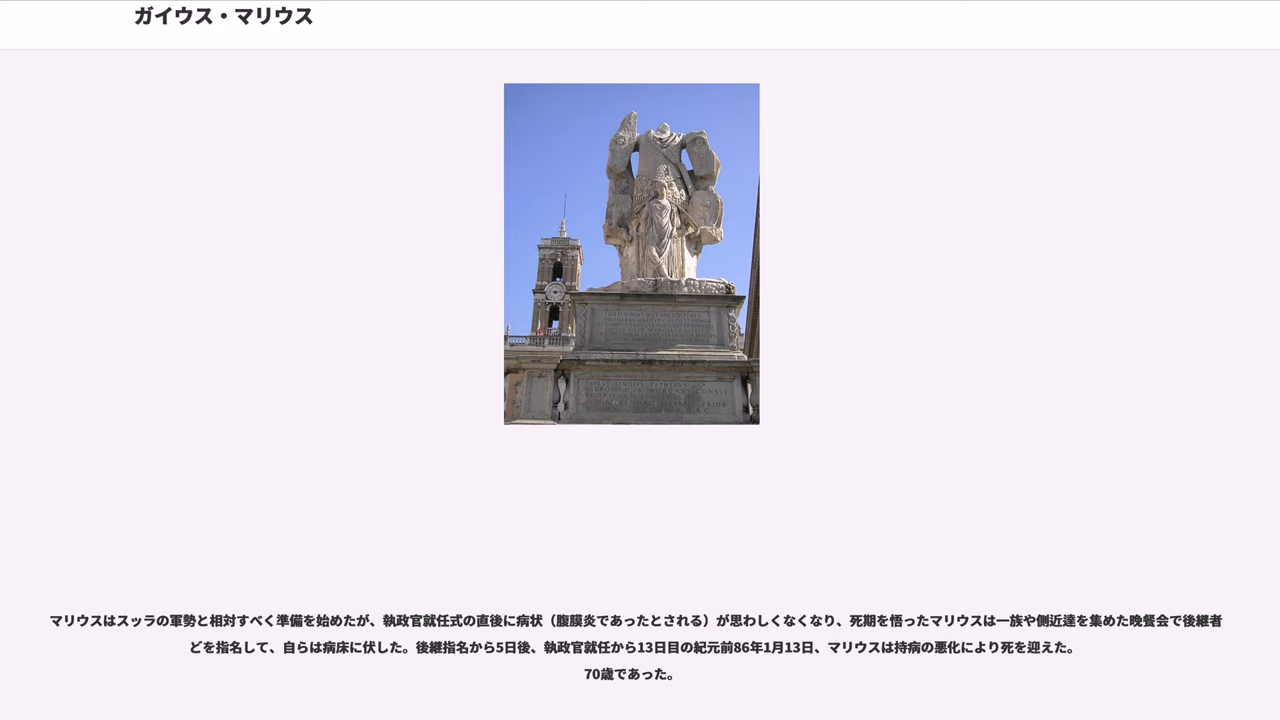 ガイウス・マリウス
マリウスはスッラの軍勢と相対すべく準備を始めたが、執政官就任式の直後に病状（腹膜炎であったとされる）が思わしくなくなり、死期を悟ったマリウスは一族や側近達を集めた晩餐会で後継者
どを指名して、自らは病床に伏した。後継指名から5日後、執政官就任から13日目の紀元前86年1月13日、マリウスは持病の悪化により死を迎えた。
70歳であった。